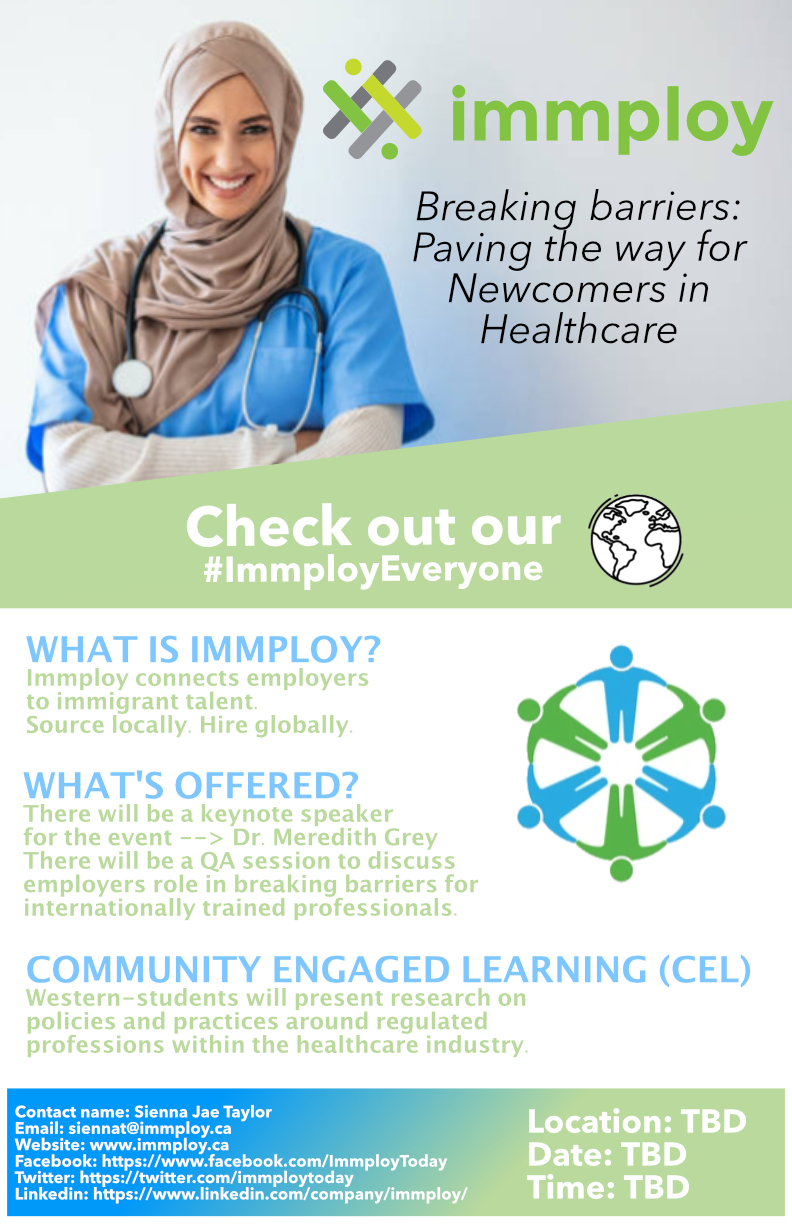 immploy
Breaking barriers:
Paving the way for
Newcomers in
Healthcare
Check out our
#ImmployEveryone
WHAT IS IMMPLOY?
Immploy connects employers
to immigrant talent.
Source locally. Hire globally.
WHAT'S OFFERED?
There will be a keynote speaker
for the event --> Dr. Meredith Grey
There will be a QA session to discuss
employers role in breaking barriers for
internationally trained professionals.
COMMUNITY ENGAGED LEARNING (CEL)
Western-students will present research on
policies and practices around regulated
professions within the healthcare industry.
Contact name: Sienna Jae Taylor
Email: siennat@immploy.ca
Website: www.immploy.ca
Facebook: https://www.facebook.com/ImmployToday
Twitter: https://twitter.com/immploytoday
Linkedin: https://www.linkedin.com/company/immploy/
Location: TBD
Date: TBD
Time: TBD